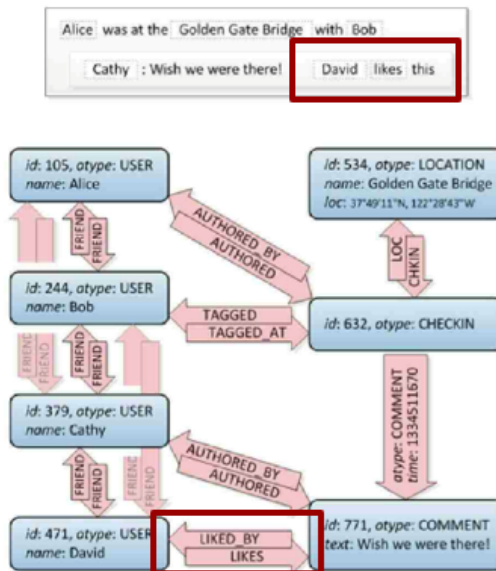 Alice was at the Golden Gate Bridge with Bob
Cathy : Wish we were there! David likes this
id: 105, otype: USER
name: Alice
id: 534, otype: LOCATION
name: Golden Gate Bridge
loc: 37°49'11"N, 122°28'43"W
FRIEND
FRIEND
AUTHORED_BY
AUTHORED
LOC
CHKIN
id: 244, otype: USER
name: Bob
TAGGED
TAGGED_AT
id: 632, otype: CHECKIN
FRIEND
FRIEND
FRIEND
FRIEND
atype: COMMENT
time: 1334511670
id: 379, otype: USER
name: Cathy
AUTHORED_BY
AUTHORED
FRIEND
FRIEND
FRIEND
FRIEND
id: 471, otype: USER
name: David
LIKED_BY
LIKES
id: 771, otype: COMMENT
text: Wish we were there!